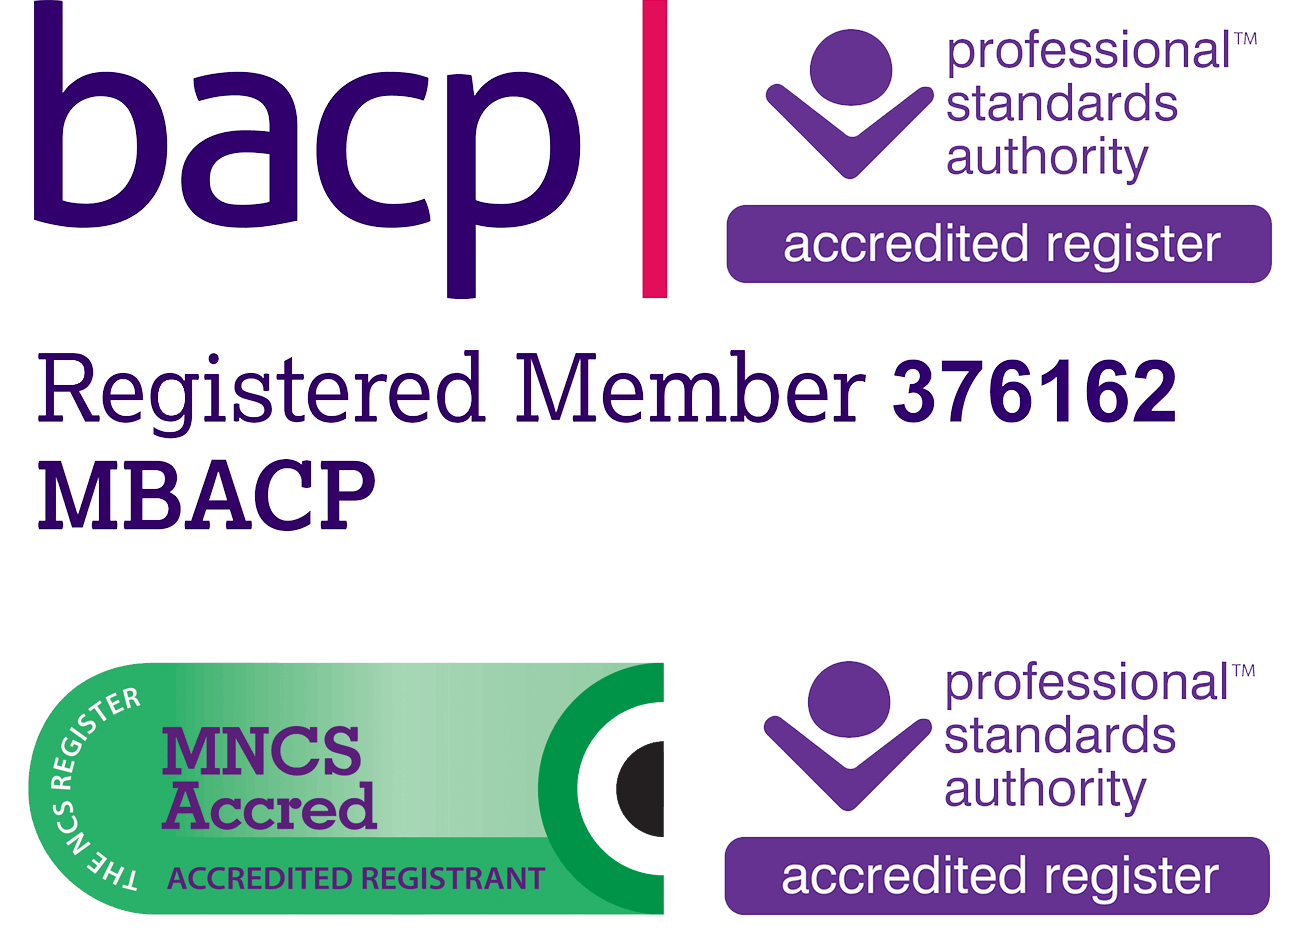 bacp
professional™
standards
authority
accredited register
Registered Member 376162
MBACP
THE NCS REGISTER
MNCS
Accred
ACCREDITED REGISTRANT
professional™
standards
authority
accredited register